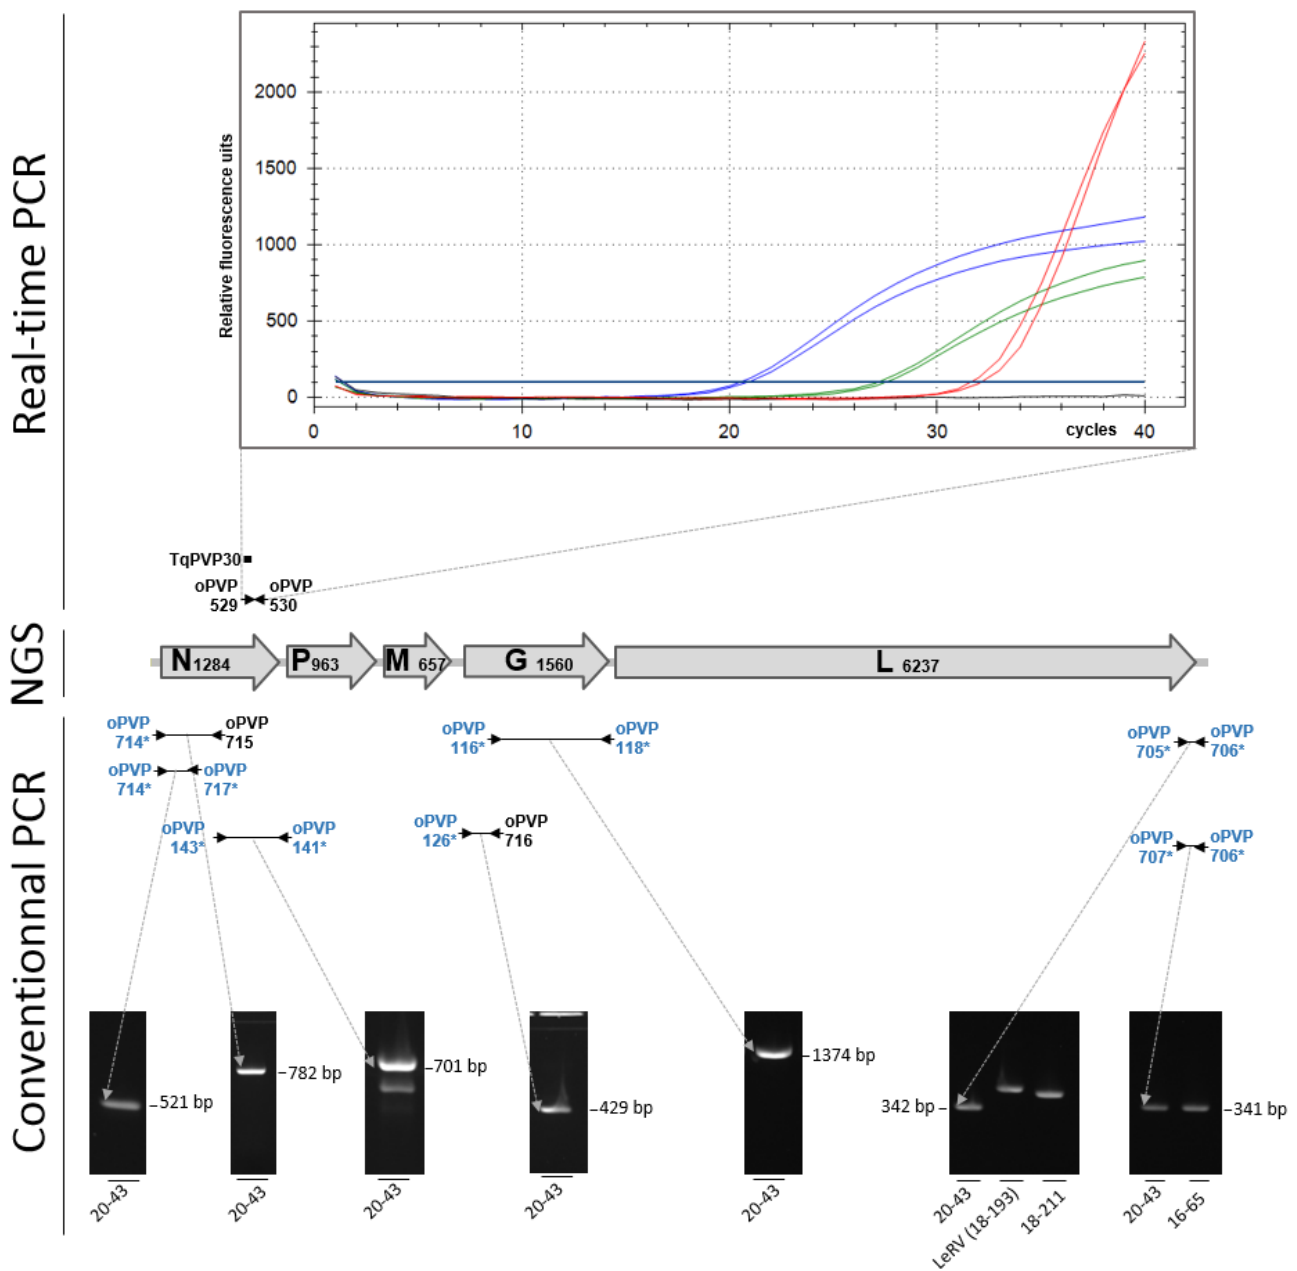 Real-time PCR
Relative fluorescence uits
2000
1500
1000
500
0
0 10 20 30 cycles 40
TqPVP30
oPVP 529
oPVP 530
NGS
N1284 P963 M 657 G 1560 L 6237
Conventionnal PCR
oPVP 714*
oPVP 715
oPVP 116*
oPVP 118*
oPVP 705*
oPVP 706*
oPVP 714*
oPVP 717*
oPVP 143*
oPVP 141*
oPVP 126*
oPVP 716
oPVP 707*
oPVP 706*
521 bp
782 bp
701 bp
429 bp
1374 bp
342
341 bp
20-43
20-43
20-43
20-43
20-43
20-43
LeRV (18-193)
18-211
20-43
16-65